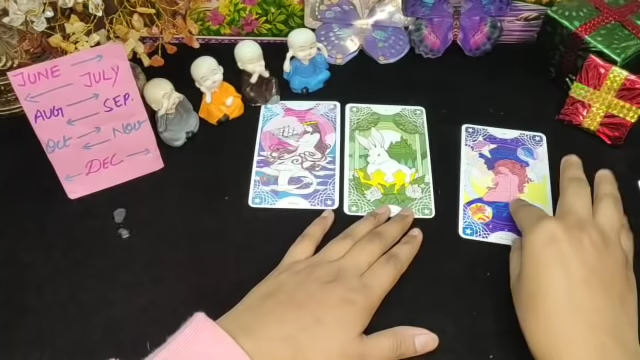 JUNE → JULY
← AUG → SEP.
Oct ← Nov
← DEC →